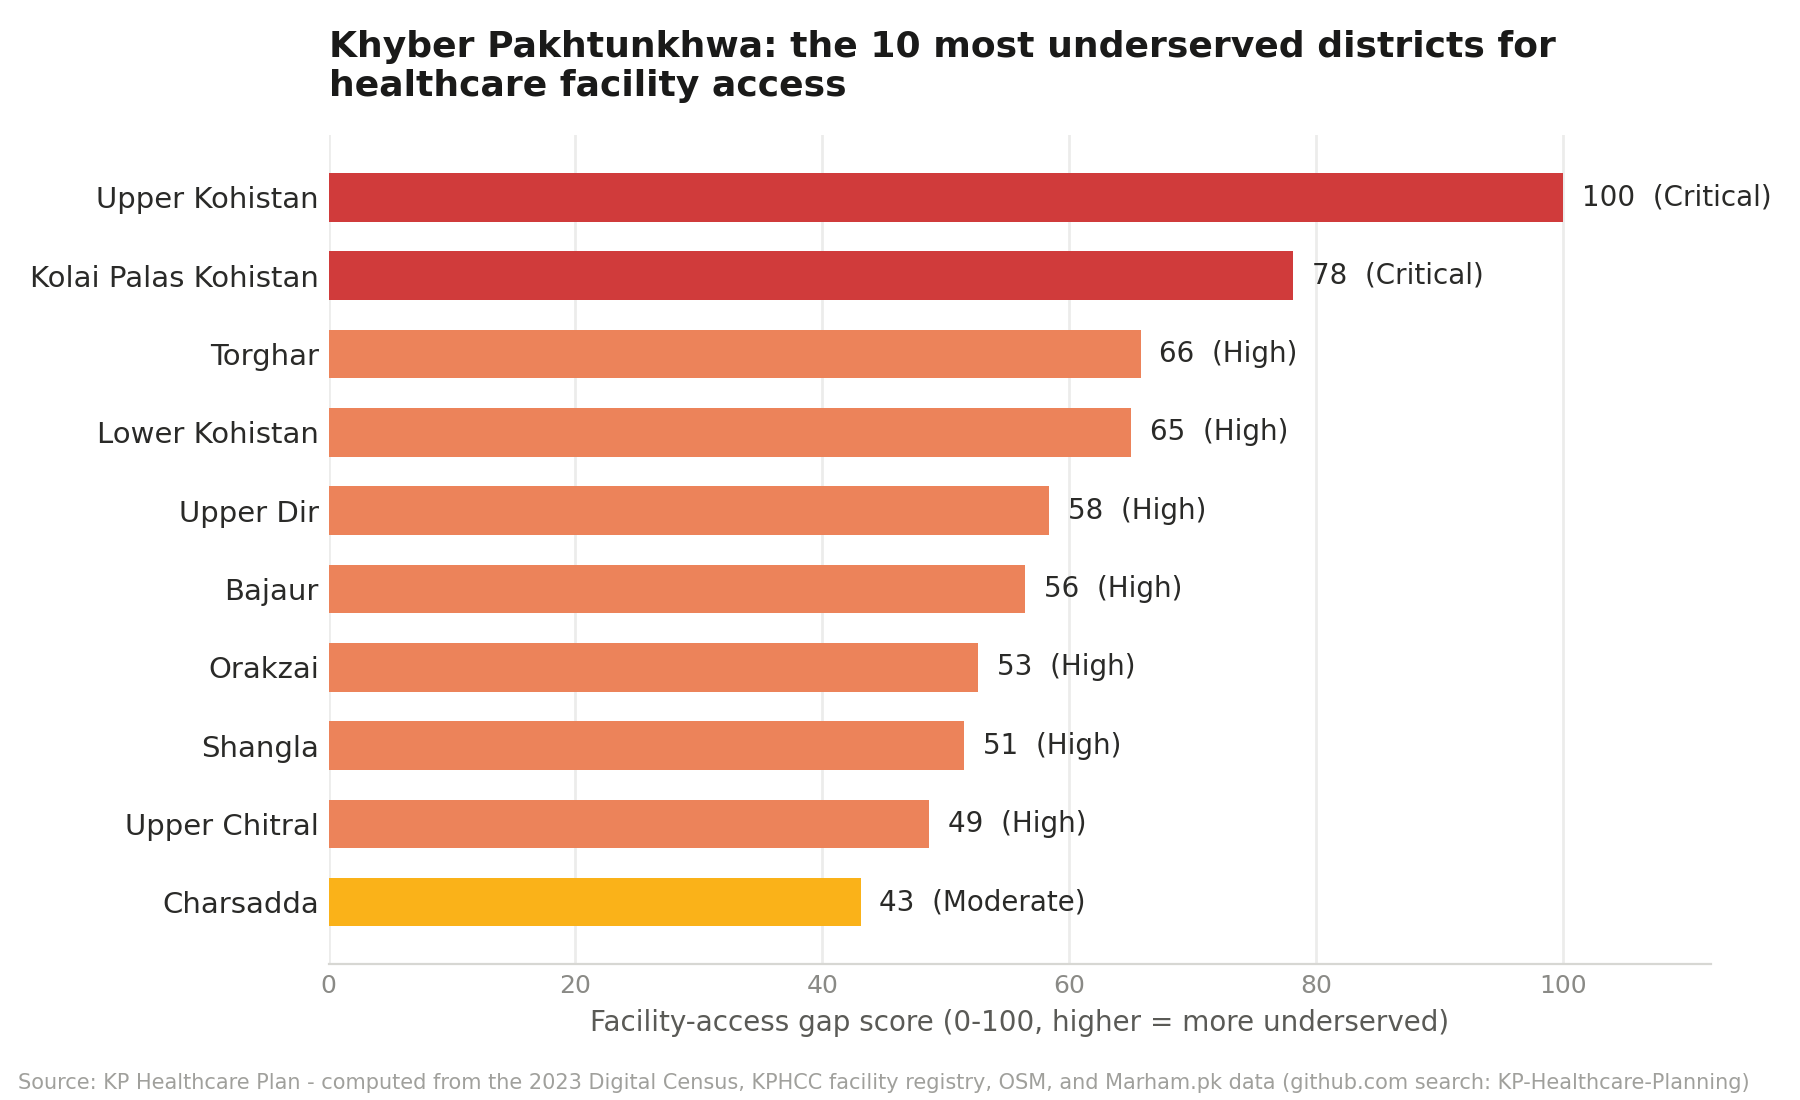 Khyber Pakhtunkhwa: the 10 most underserved districts for
healthcare facility access
Upper Kohistan 100 (Critical)
Kolai Palas Kohistan 78 (Critical)
Torghar 66 (High)
Lower Kohistan 65 (High)
Upper Dir 58 (High)
Bajaur 56 (High)
Orakzai 53 (High)
Shangla 51 (High)
Upper Chitral 49 (High)
Charsadda 43 (Moderate)
0 20 40 60 80 100
Facility-access gap score (0-100, higher = more underserved)
Source: KP Healthcare Plan - computed from the 2023 Digital Census, KPHCC facility registry, OSM, and Marham.pk data (github.com search: KP-Healthcare-Planning)